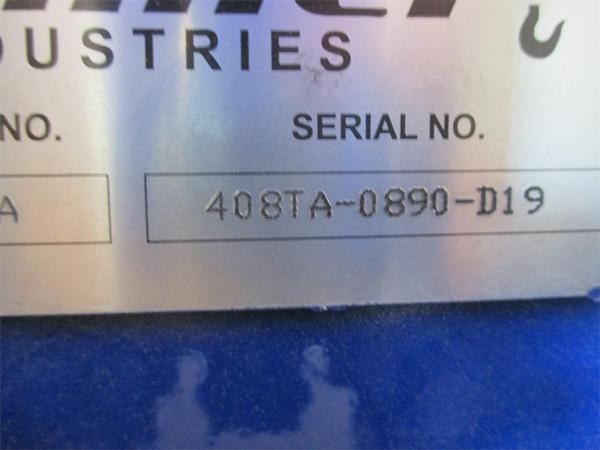 USTRIES
NO. SERIAL NO.
A 408TA-0890-D19